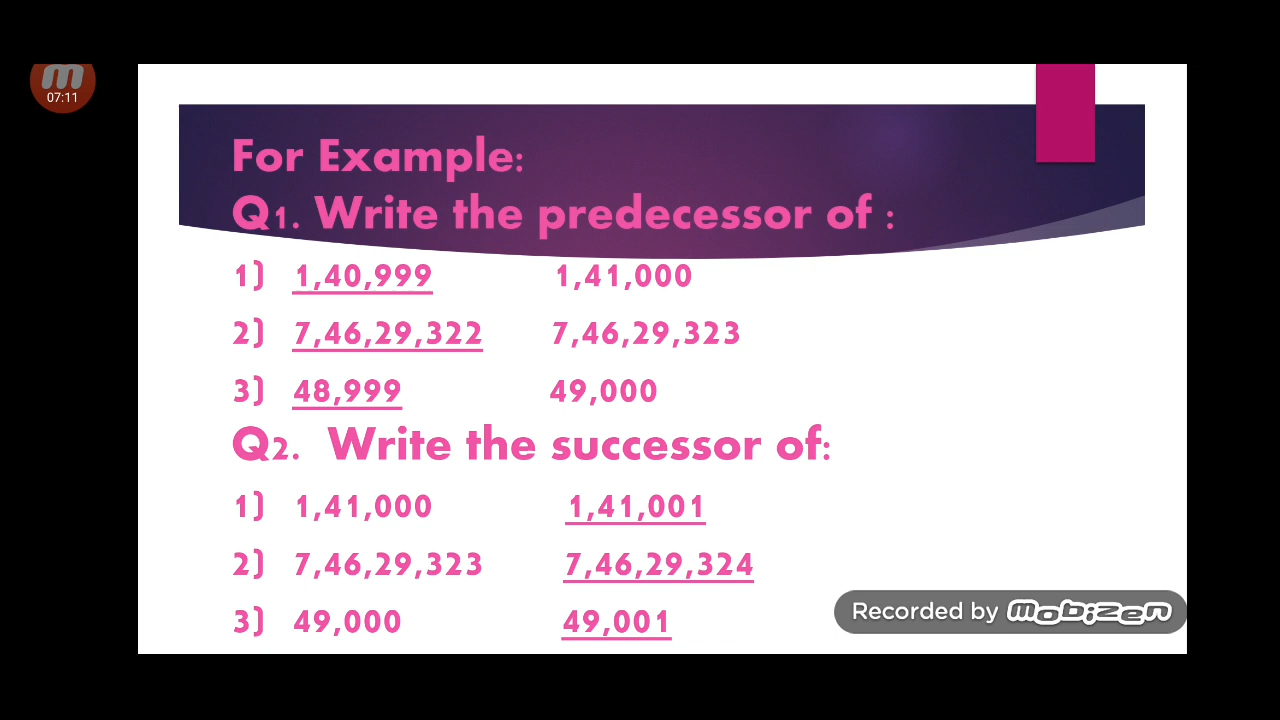 07:11
For Example:
Q1. Write the predecessor of :
1) 1,40,999 1,41,000
2) 7,46,29,322 7,46,29,323
3) 48,999 49,000
Q2. Write the successor of:
1) 1,41,000 1,41,001
2) 7,46,29,323 7,46,29,324
3) 49,000 49,001
Recorded by mobizen